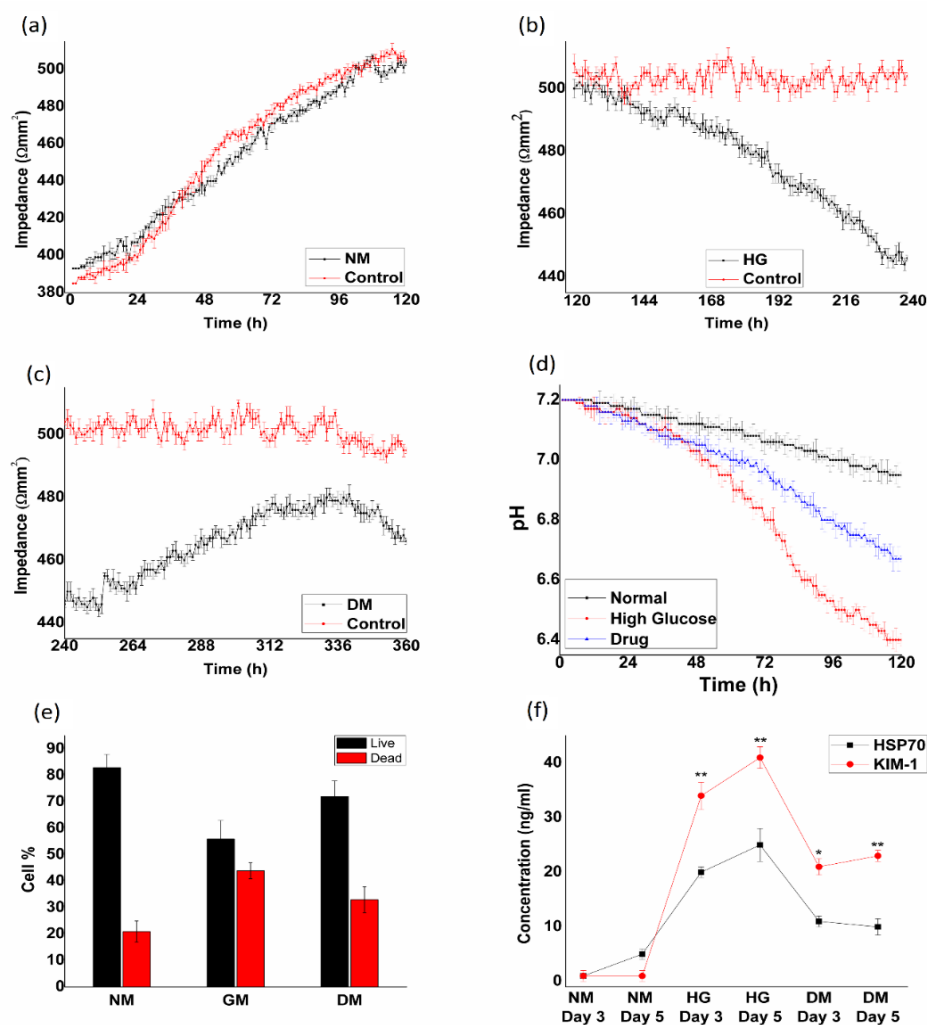 (a)
Impedance (Ωmm²)
500
480
460
440
420
400
380
0
24
48
72
96
120
Time (h)
NM
Control
(b)
Impedance (Ωmm²)
500
480
460
440
120
144
168
192
216
240
Time (h)
HG
Control
(c)
Impedance (Ωmm²)
500
480
460
440
240
264
288
312
336
360
Time (h)
DM
Control
(d)
pH
7.2
7.0
6.8
6.6
6.4
0
24
48
72
96
120
Time (h)
Normal
High Glucose
Drug
(e)
Cell %
90
80
70
60
50
40
30
20
10
0
NM
GM
DM
Live
Dead
(f)
Concentration (ng/ml)
40
30
20
10
0
**
**
*
**
HSP70
KIM-1
NM Day 3
NM Day 5
HG Day 3
HG Day 5
DM Day 3
DM Day 5